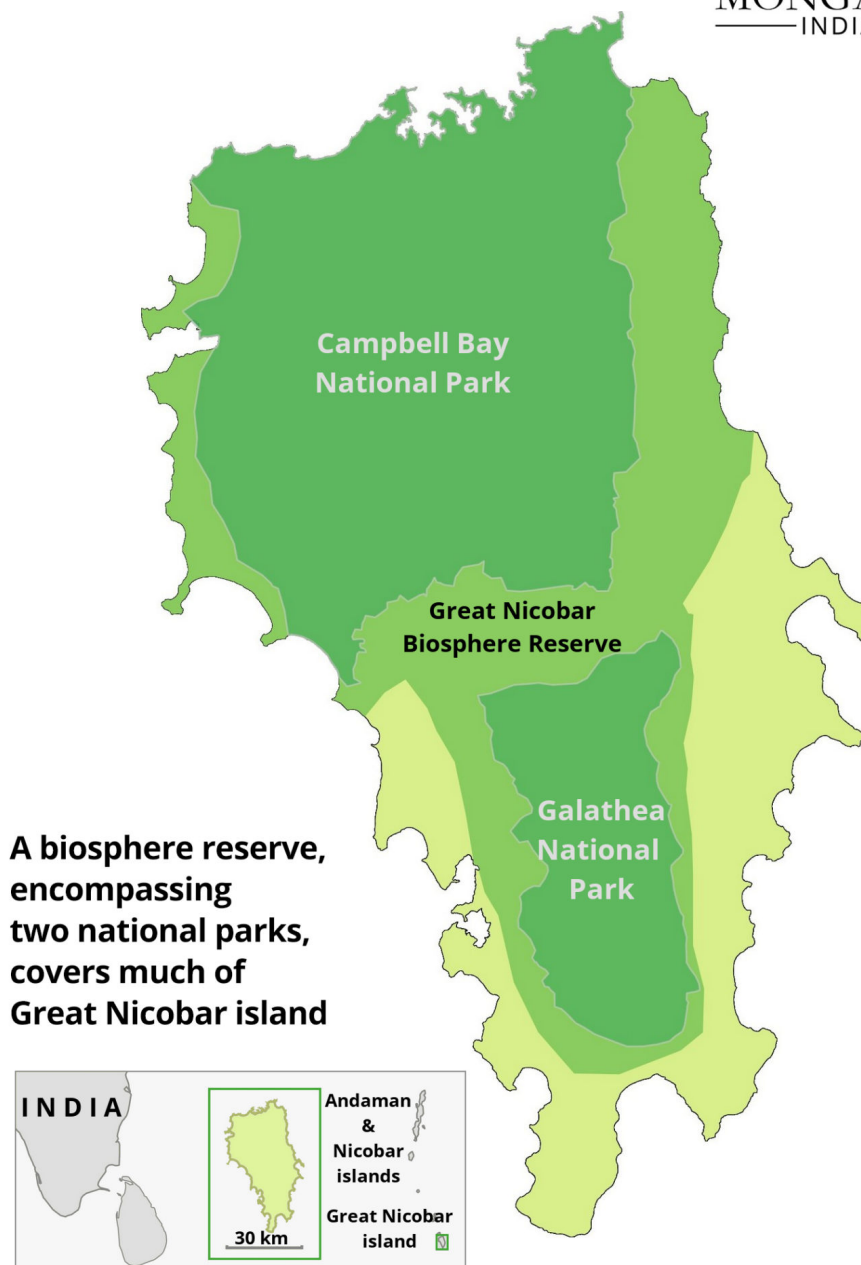 INDIA
Campbell Bay
National Park
Great Nicobar
Biosphere Reserve
Galathea
National
Park
A biosphere reserve,
encompassing
two national parks,
covers much of
Great Nicobar island
INDIA
Andaman
&
Nicobar
islands
Great Nicobar
island
30 km